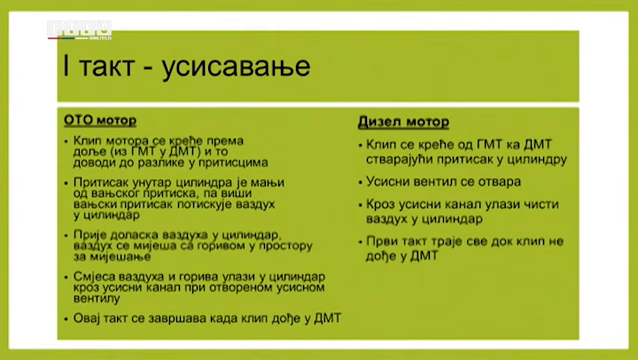 I такт - усисавање
ОТО мотор
• Клип мотора се креће према
доље (из ГМТ у ДМТ) и то
доводи до разлике у притисцима
• Притисак унутар цилиндра је мањи
од вањског притиска, па виши
вањски притисак потискује ваздух
у цилиндар
• Прије доласка ваздуха у цилиндар,
ваздух се мијеша са горивом у простору
за мијешање
• Смјеса ваздуха и горива улази у цилиндар
кроз усисни канал при отвореном усисном
вентилу
• Овај такт се завршава када клип дође у ДМТ
Дизел мотор
• Клип се креће од ГМТ ка ДМТ
стварајући притисак у цилиндру
• Усисни вентил се отвара
• Кроз усисни канал улази чисти
ваздух у цилиндар
• Први такт траје све док клип не
дође у ДМТ